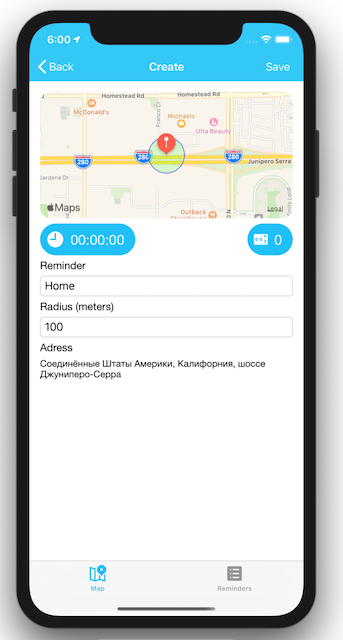 6:00
Back
Create
Save
Homestead Rd
Homestead Rd
McDonald's
Franco Ct
Michaels
Ulta Beauty
280
280
280
Junipero Serra
Gardena Dr
Outback
Maps
Legal
00:00:00
0
Reminder
Home
Radius (meters)
100
Adress
Соединённые Штаты Америки, Калифорния, шоссе
Джуниперо-Серра
Map
Reminders